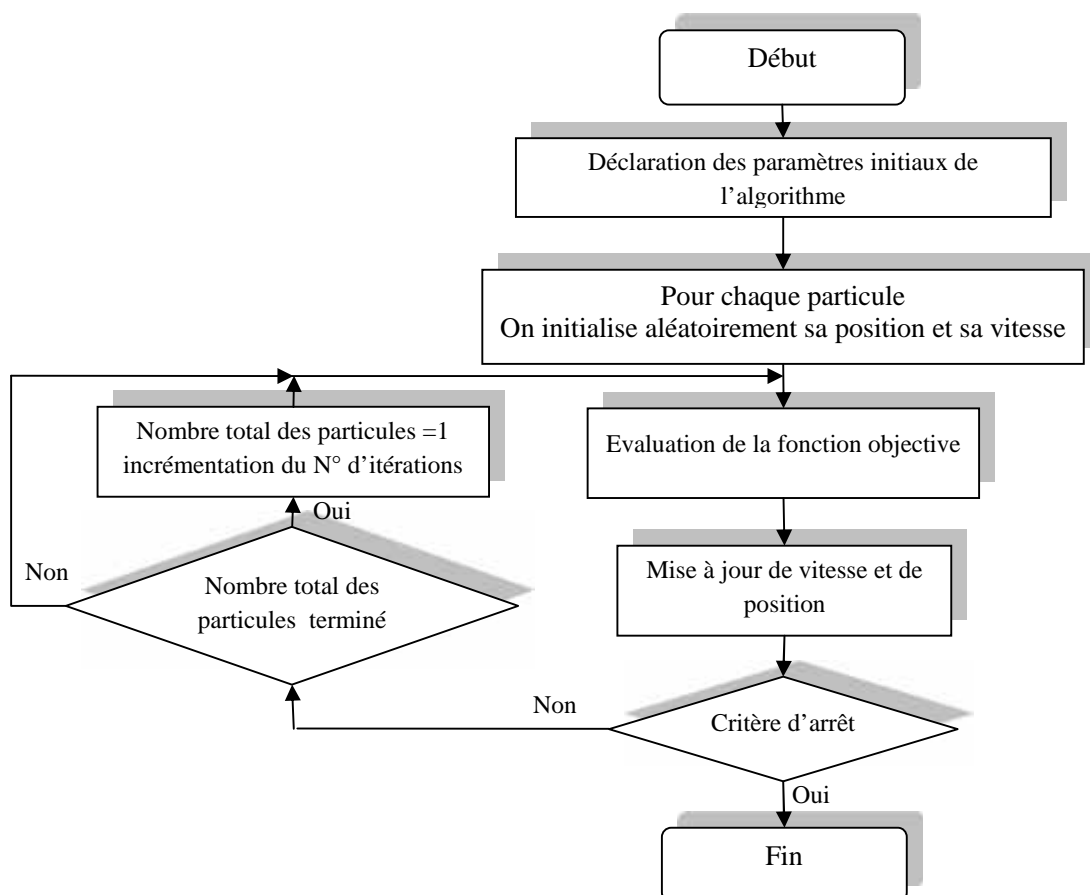 Début
Déclaration des paramètres initiaux de
l’algorithme
Pour chaque particule
On initialise aléatoirement sa position et sa vitesse
Evaluation de la fonction objective
Mise à jour de vitesse et de
position
Critère d’arrêt
Oui
Fin
Non
Nombre total des
particules terminé
Non
Oui
Nombre total des particules =1
incrémentation du N° d’itérations